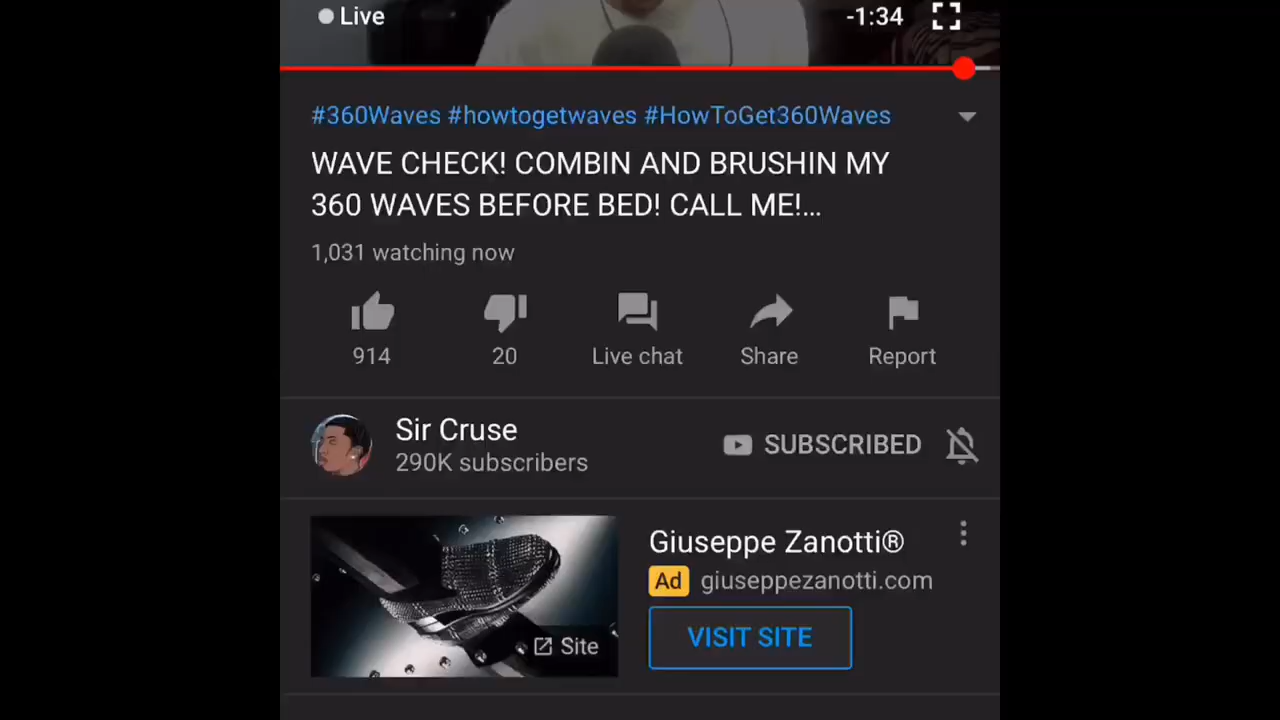 Live
-1:34
#360Waves #howtogetwaves #HowToGet360Waves
WAVE CHECK! COMBIN AND BRUSHIN MY
360 WAVES BEFORE BED! CALL ME!...
1,031 watching now
914
20
Live chat
Share
Report
Sir Cruse
290K subscribers
SUBSCRIBED
Giuseppe Zanotti®
Ad giuseppezanotti.com
Site
VISIT SITE